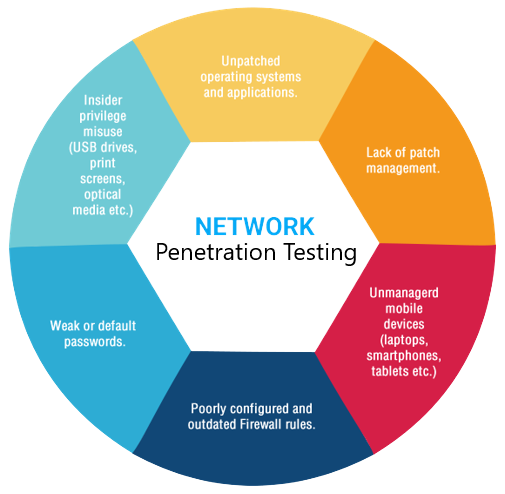 Unpatched
operating systems
and applications.
Lack of patch
management.
Unmanagerd
mobile
devices
(laptops,
smartphones,
tablets etc.)
Poorly configured and
outdated Firewall rules.
Weak or default
passwords.
Insider
privilege
misuse
(USB drives,
print
screens,
optical
media etc.)
NETWORK
Penetration Testing